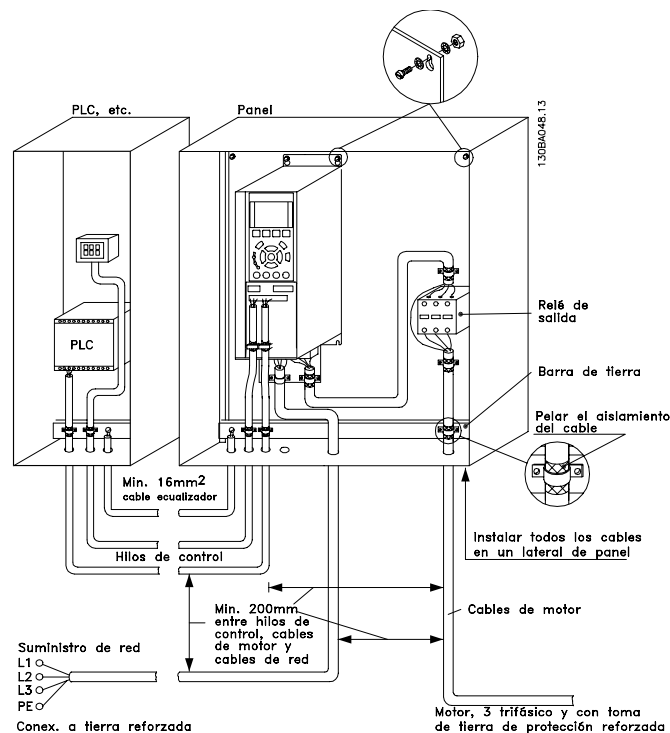 PLC, etc.
Panel
130BA048.13
PLC
Relé de
salida
Barra de tierra
Pelar el aislamiento
del cable
Min. 16mm2
cable ecualizador
Instalar todos los cables
en un lateral de panel
Hilos de control
Min. 200mm
entre hilos de
control, cables
de motor y
cables de red
Cables de motor
Suministro de red
L1
L2
L3
PE
Conex. a tierra reforzada
Motor, 3 trifásico y con toma
de tierra de protección reforzada